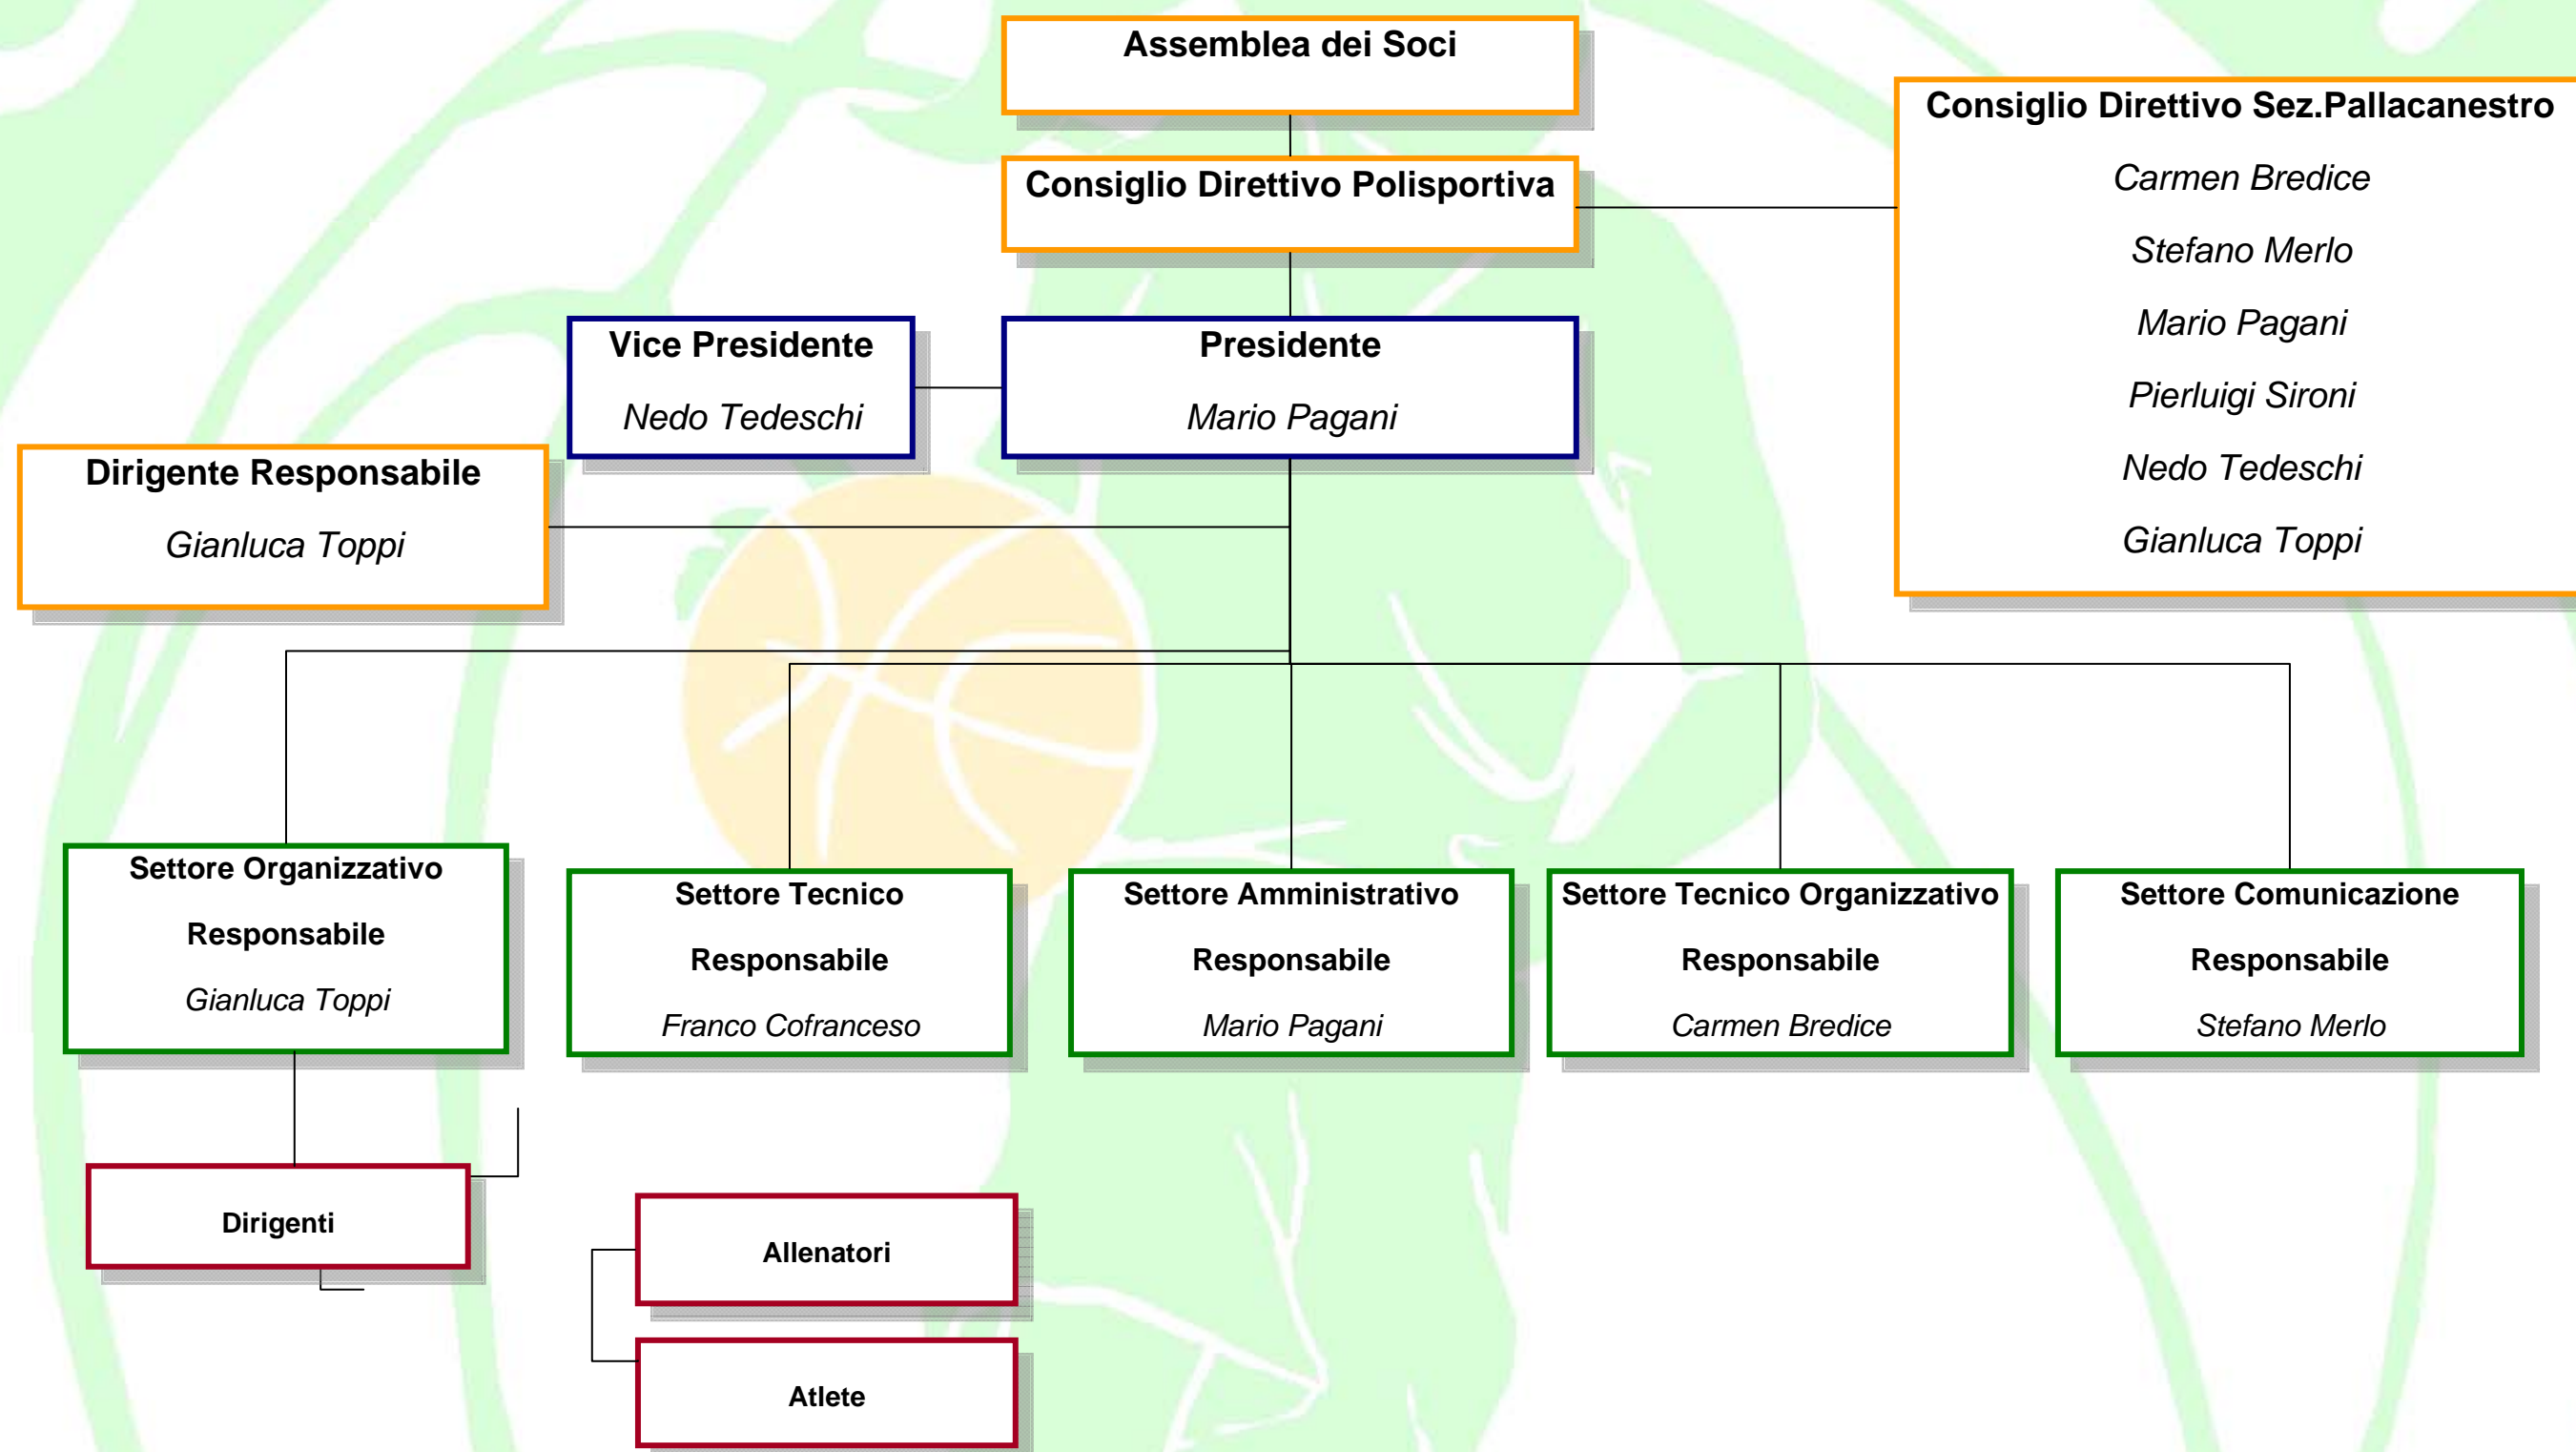 Assemblea dei Soci
Consiglio Direttivo Polisportiva
Consiglio Direttivo Sez.Pallacanestro
Carmen Bredice
Stefano Merlo
Mario Pagani
Pierluigi Sironi
Nedo Tedeschi
Gianluca Toppi
Vice Presidente
Nedo Tedeschi
Presidente
Mario Pagani
Dirigente Responsabile
Gianluca Toppi
Settore Organizzativo
Responsabile
Gianluca Toppi
Settore Tecnico
Responsabile
Franco Cofranceso
Settore Amministrativo
Responsabile
Mario Pagani
Settore Tecnico Organizzativo
Responsabile
Carmen Bredice
Settore Comunicazione
Responsabile
Stefano Merlo
Dirigenti
Allenatori
Atlete